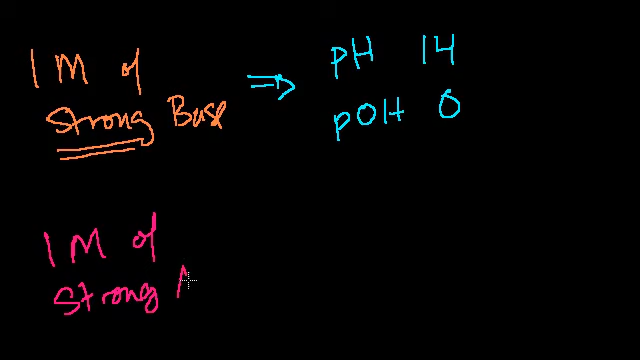 1 M of
Strong Base
⇒
pH 14
pOH 0
1 M of
Strong